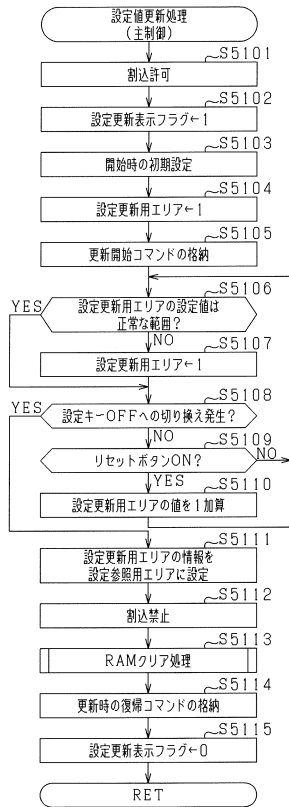 設定値更新処理
(主制御)
S5101
割込許可
S5102
設定更新表示フラグ←1
S5103
開始時の初期設定
S5104
設定更新用エリア←1
S5105
更新開始コマンドの格納
S5106
YES
設定更新用エリアの設定値は
正常な範囲?
NO
S5107
設定更新用エリア←1
S5108
YES
設定キーOFFへの切り換え発生?
NO
S5109
リセットボタンON?
NO
YES
S5110
設定更新用エリアの値を1加算
S5111
設定更新用エリアの情報を
設定参照用エリアに設定
S5112
割込禁止
S5113
RAMクリア処理
S5114
更新時の復帰コマンドの格納
S5115
設定更新表示フラグ←0
RET